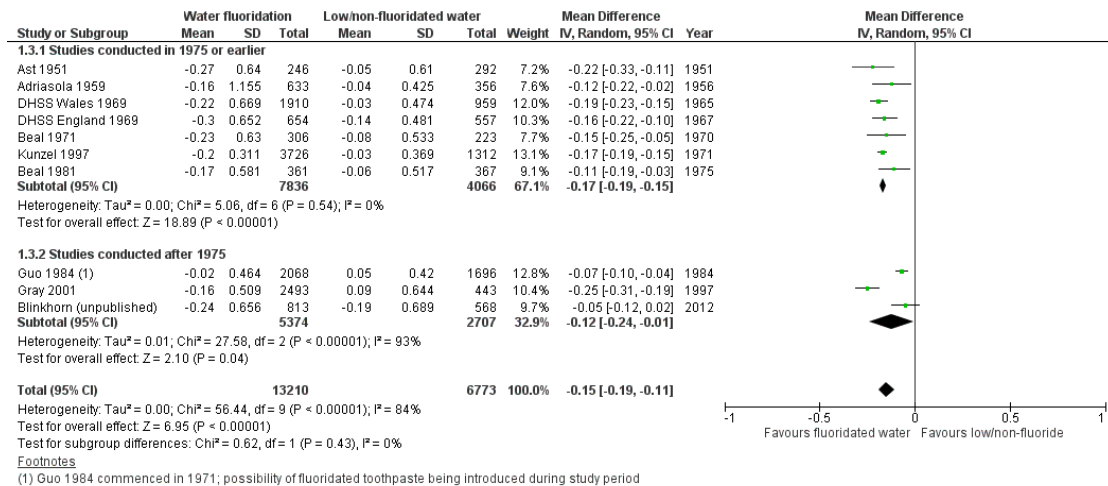 Water fluoridation Low/non-fluoridated water Mean Difference Mean Difference
Study or Subgroup Mean SD Total Mean SD Total Weight IV, Random, 95% CI Year IV, Random, 95% CI
1.3.1 Studies conducted in 1975 or earlier
Ast 1951 -0.27 0.64 246 -0.05 0.61 292 7.2% -0.22 [-0.33, -0.11] 1951
Adriasola 1959 -0.16 1.155 633 -0.04 0.425 356 7.6% -0.12 [-0.22, -0.02] 1956
DHSS Wales 1969 -0.22 0.669 1910 -0.03 0.474 959 12.0% -0.19 [-0.23, -0.15] 1965
DHSS England 1969 -0.3 0.652 654 -0.14 0.481 557 10.3% -0.16 [-0.22, -0.10] 1967
Beal 1971 -0.23 0.63 306 -0.08 0.533 223 7.7% -0.15 [-0.25, -0.05] 1970
Kunzel 1997 -0.2 0.311 3726 -0.03 0.369 1312 13.1% -0.17 [-0.19, -0.15] 1971
Beal 1981 -0.17 0.581 361 -0.06 0.517 367 9.1% -0.11 [-0.19, -0.03] 1975
Subtotal (95% CI) 7836 4066 67.1% -0.17 [-0.19, -0.15]
Heterogeneity: Tau² = 0.00; Chi² = 5.06, df = 6 (P = 0.54); I² = 0%
Test for overall effect: Z = 18.89 (P < 0.00001)
1.3.2 Studies conducted after 1975
Guo 1984 (1) -0.02 0.464 2068 0.05 0.42 1696 12.8% -0.07 [-0.10, -0.04] 1984
Gray 2001 -0.16 0.509 2493 0.09 0.644 443 10.4% -0.25 [-0.31, -0.19] 1997
Blinkhorn (unpublished) -0.24 0.656 813 -0.19 0.689 568 9.7% -0.05 [-0.12, 0.02] 2012
Subtotal (95% CI) 5374 2707 32.9% -0.12 [-0.24, -0.01]
Heterogeneity: Tau² = 0.01; Chi² = 27.58, df = 2 (P < 0.00001); I² = 93%
Test for overall effect: Z = 2.10 (P = 0.04)
Total (95% CI) 13210 6773 100.0% -0.15 [-0.19, -0.11]
Heterogeneity: Tau² = 0.00; Chi² = 56.44, df = 9 (P < 0.00001); I² = 84%
Test for overall effect: Z = 6.95 (P < 0.00001)
Test for subgroup differences: Chi² = 0.62, df = 1 (P = 0.43), I² = 0%
-1 -0.5 0 0.5 1
Favours fluoridated water Favours low/non-fluoride
Footnotes
(1) Guo 1984 commenced in 1971; possibility of fluoridated toothpaste being introduced during study period